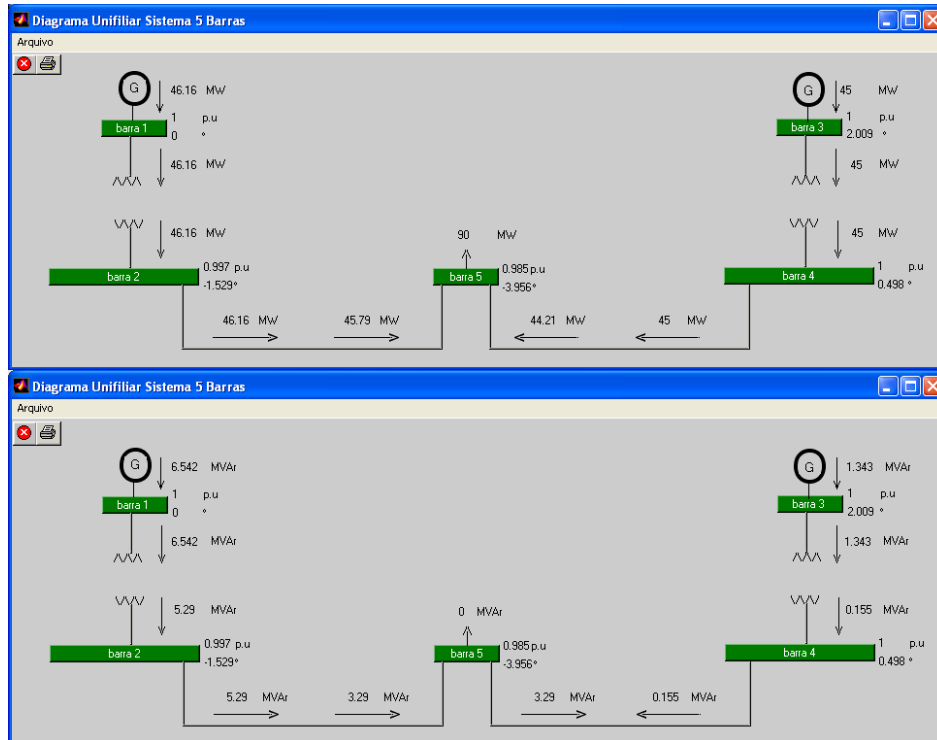 Diagrama Unifiliar Sistema 5 Barras
Arquivo
G 46.16 MW
G 45 MW
1 p.u
barra 1 0 °
1 p.u
barra 3 2.009 °
46.16 MW
45 MW
46.16 MW
90 MW
45 MW
0.997 p.u
barra 2 -1.529°
0.985 p.u
barra 5 -3.956°
1 p.u
barra 4 0.498 °
46.16 MW 45.79 MW 44.21 MW 45 MW
Diagrama Unifiliar Sistema 5 Barras
Arquivo
G 6.542 MVAr
G 1.343 MVAr
1 p.u
barra 1 0 °
1 p.u
barra 3 2.009 °
6.542 MVAr
1.343 MVAr
5.29 MVAr
0 MVAr
0.155 MVAr
0.997 p.u
barra 2 -1.529°
0.985 p.u
barra 5 -3.956°
1 p.u
barra 4 0.498 °
5.29 MVAr 3.29 MVAr 3.29 MVAr 0.155 MVAr